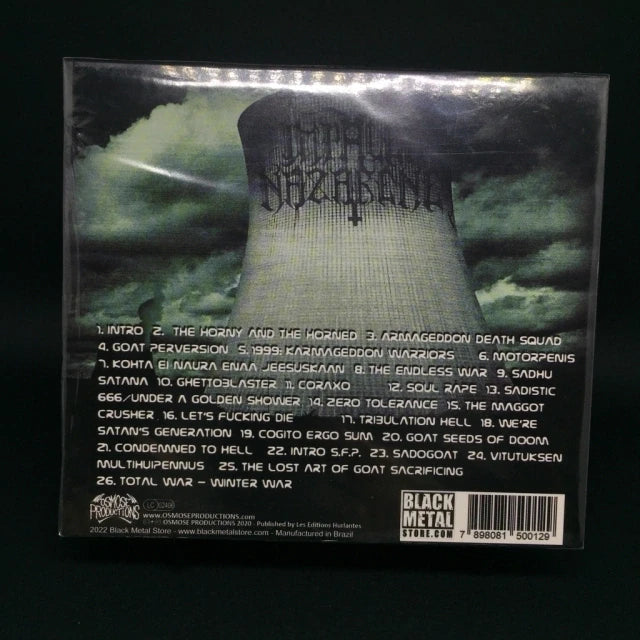 IMPALED
NAZARENE
1. INTRO 2. THE HORNY AND THE HORNED 3. ARMAGEDDON DEATH SQUAD
4. GOAT PERVERSION 5.1999: KARMAGEDDON WARRIORS 6. MOTORPENIS
7. KOHTA EI NAURA ENAA JEESUSKAAN 8. THE ENDLESS WAR 9. SADHU
SATANA 10. GHETTOBLASTER 11. CORAXO 12. SOUL RAPE 13. SADISTIC
666/UNDER A GOLDEN SHOWER 14. ZERO TOLERANCE 15. THE MAGGOT
CRUSHER 16. LET'S FUCKING DIE 17. TRIBULATION HELL 18. WE'RE
SATAN'S GENERATION 19. COGITO ERGO SUM 20. GOAT SEEDS OF DOOM
21. CONDEMNED TO HELL 22. INTRO S.F.P. 23. SADOGOAT 24. VITUTUKSEN
MULTIHUIPENNUS 25. THE LOST ART OF GOAT SACRIFICING
26. TOTAL WAR – WINTER WAR
OSMOSE
PRODUCTIONS
LC
www.OSMOSEPRODUCTIONS.com
OSMOSE PRODUCTIONS 2020 - Published by Les Editions Hurlantes
2022 Black Metal Store - www.blackmetalstore.com - Manufactured in Brazil
BLACK
METAL
STORE.COM
7 898081 500129